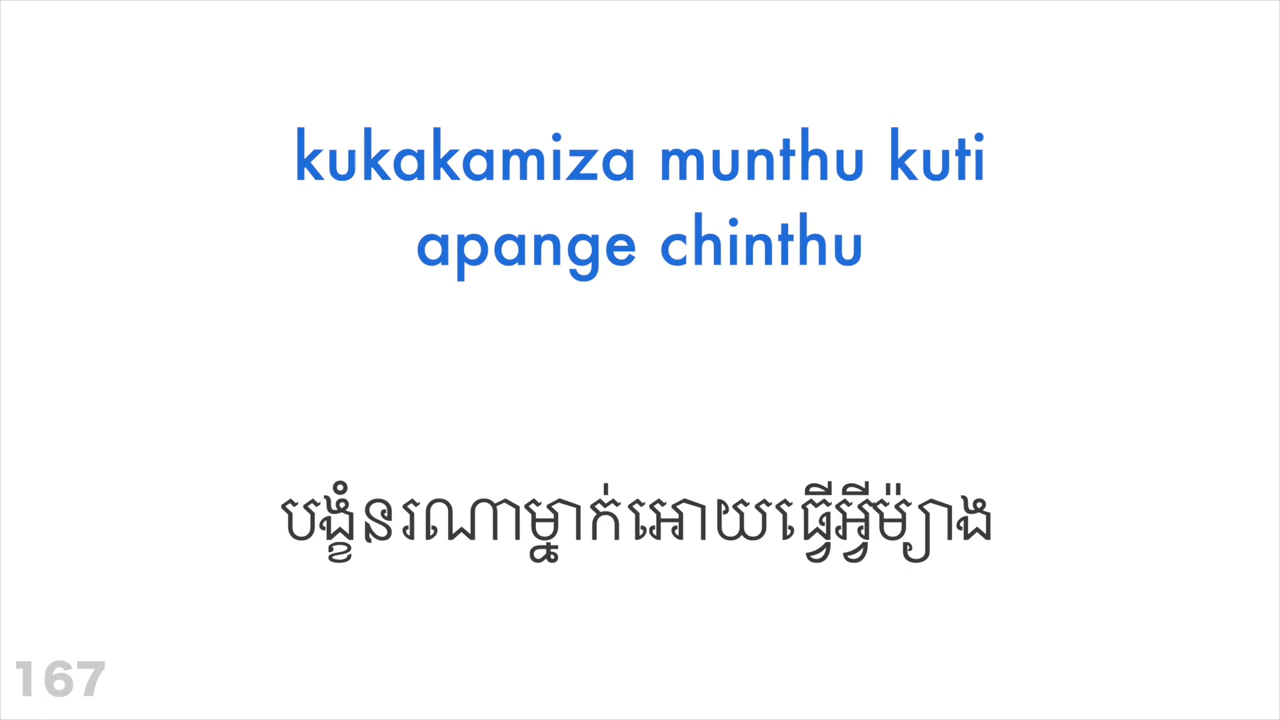 kukakamiza munthu kuti
apange chinthu
បង្ខំនរណាម្នាក់អោយធ្វើអ្វីម៉្យាង
167